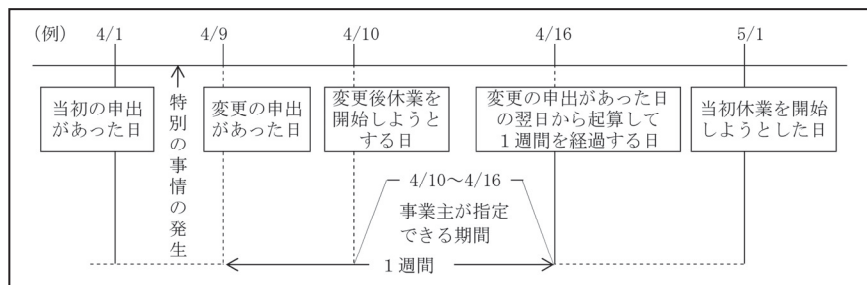 (例) 4/1 4/9 4/10 4/16 5/1
当初の申出
があった日
特別の事情の発生
変更の申出
があった日
変更後休業を
開始しようと
する日
変更の申出があった日
の翌日から起算して
1週間を経過する日
当初休業を開始
しようとした日
4/10〜4/16
事業主が指定
できる期間
1週間